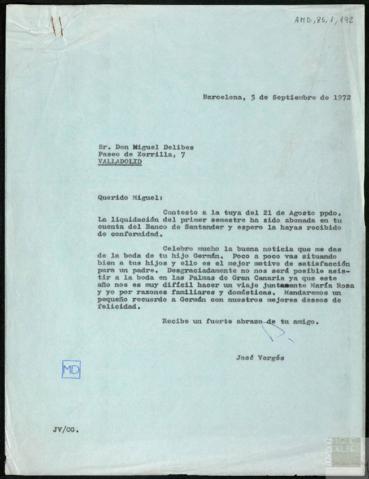 AMD,86,1,192
Barcelona, 5 de Septiembre de 1972
Sr. Don Miguel Delibes
Paseo de Zorrilla, 7
VALLADOLID
Querido Miguel:
Contesto a la tuya del 21 de Agosto ppdo.
La liquidación del primer semestre ha sido abonada en tu
cuenta del Banco de Santander y espero la hayas recibido
de conformidad.
Celebro mucho la buena noticia que me das
de la boda de tu hijo Germán. Poco a poco vas situando
bien a tus hijos y ello es el mejor motivo de satisfacción
para un padre. Desgraciadamente no nos será posible asis-
tir a la boda en las Palmas de Gran Canaria ya que este
año nos es muy difícil hacer un viaje juntamente María Rosa
y yo por razones familiares y domésticas. Mandaremos un
pequeño recuerdo a Germán con nuestros mejores deseos de
felicidad.
Recibe un fuerte abrazo de tu amigo.
José Vergés
MD
JV/OG.